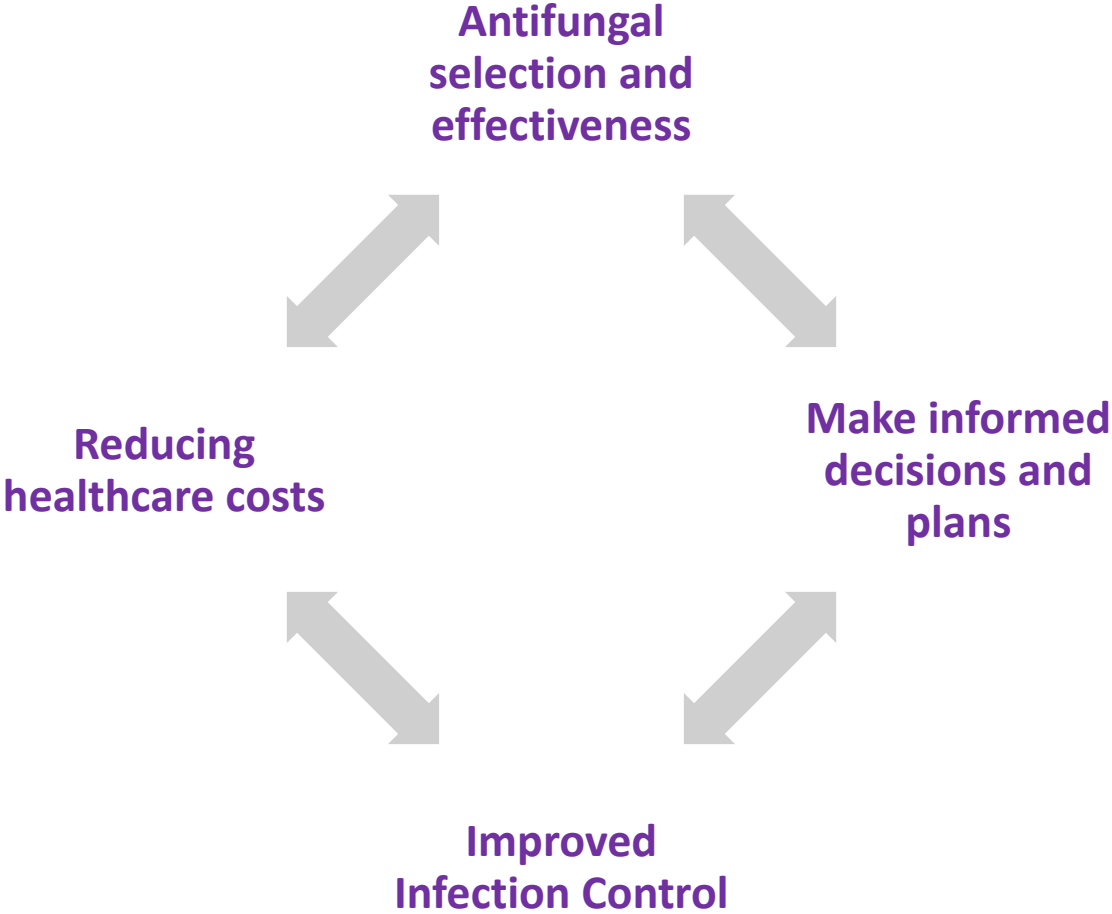 Antifungal
selection and
effectiveness
Make informed
decisions and
plans
Reducing
healthcare costs
Improved
Infection Control